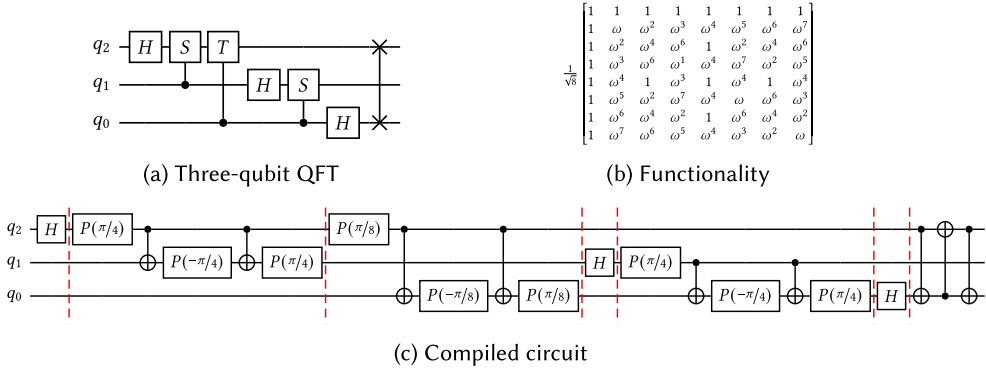 q₂ H S T
q₁ H S
q₀ H
(a) Three-qubit QFT
1/√8
1 1 1 1 1 1 1 1
1 ω ω² ω³ ω⁴ ω⁵ ω⁶ ω⁷
1 ω² ω⁴ ω⁶ 1 ω² ω⁴ ω⁶
1 ω³ ω⁶ ω¹ ω⁴ ω⁷ ω² ω⁵
1 ω⁴ 1 ω³ 1 ω⁴ 1 ω⁴
1 ω⁵ ω² ω⁷ ω⁴ ω ω⁶ ω³
1 ω⁶ ω⁴ ω² 1 ω⁶ ω⁴ ω²
1 ω⁷ ω⁶ ω⁵ ω⁴ ω³ ω² ω
(b) Functionality
q₂ H P(π/4) P(π/8)
q₁ P(−π/4) P(π/4) H P(π/4)
q₀ P(−π/8) P(π/8) P(−π/4) P(π/4) H
(c) Compiled circuit